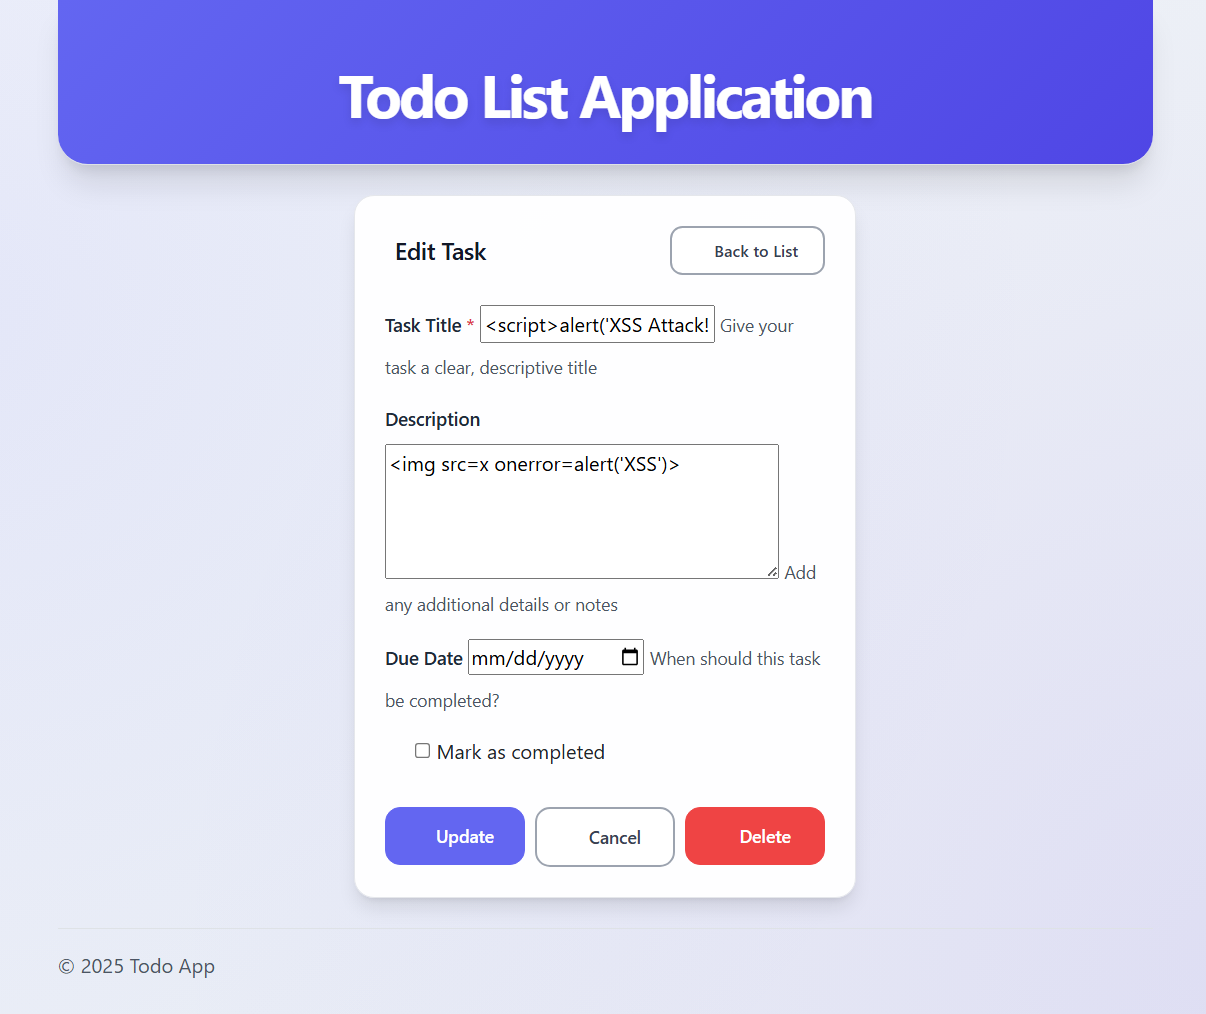 Todo List Application
Edit Task
Back to List
Task Title * <script>alert('XSS Attack! Give your
task a clear, descriptive title
Description
<img src=x onerror=alert('XSS')>
Add
any additional details or notes
Due Date mm/dd/yyyy When should this task
be completed?
Mark as completed
Update Cancel Delete
© 2025 Todo App